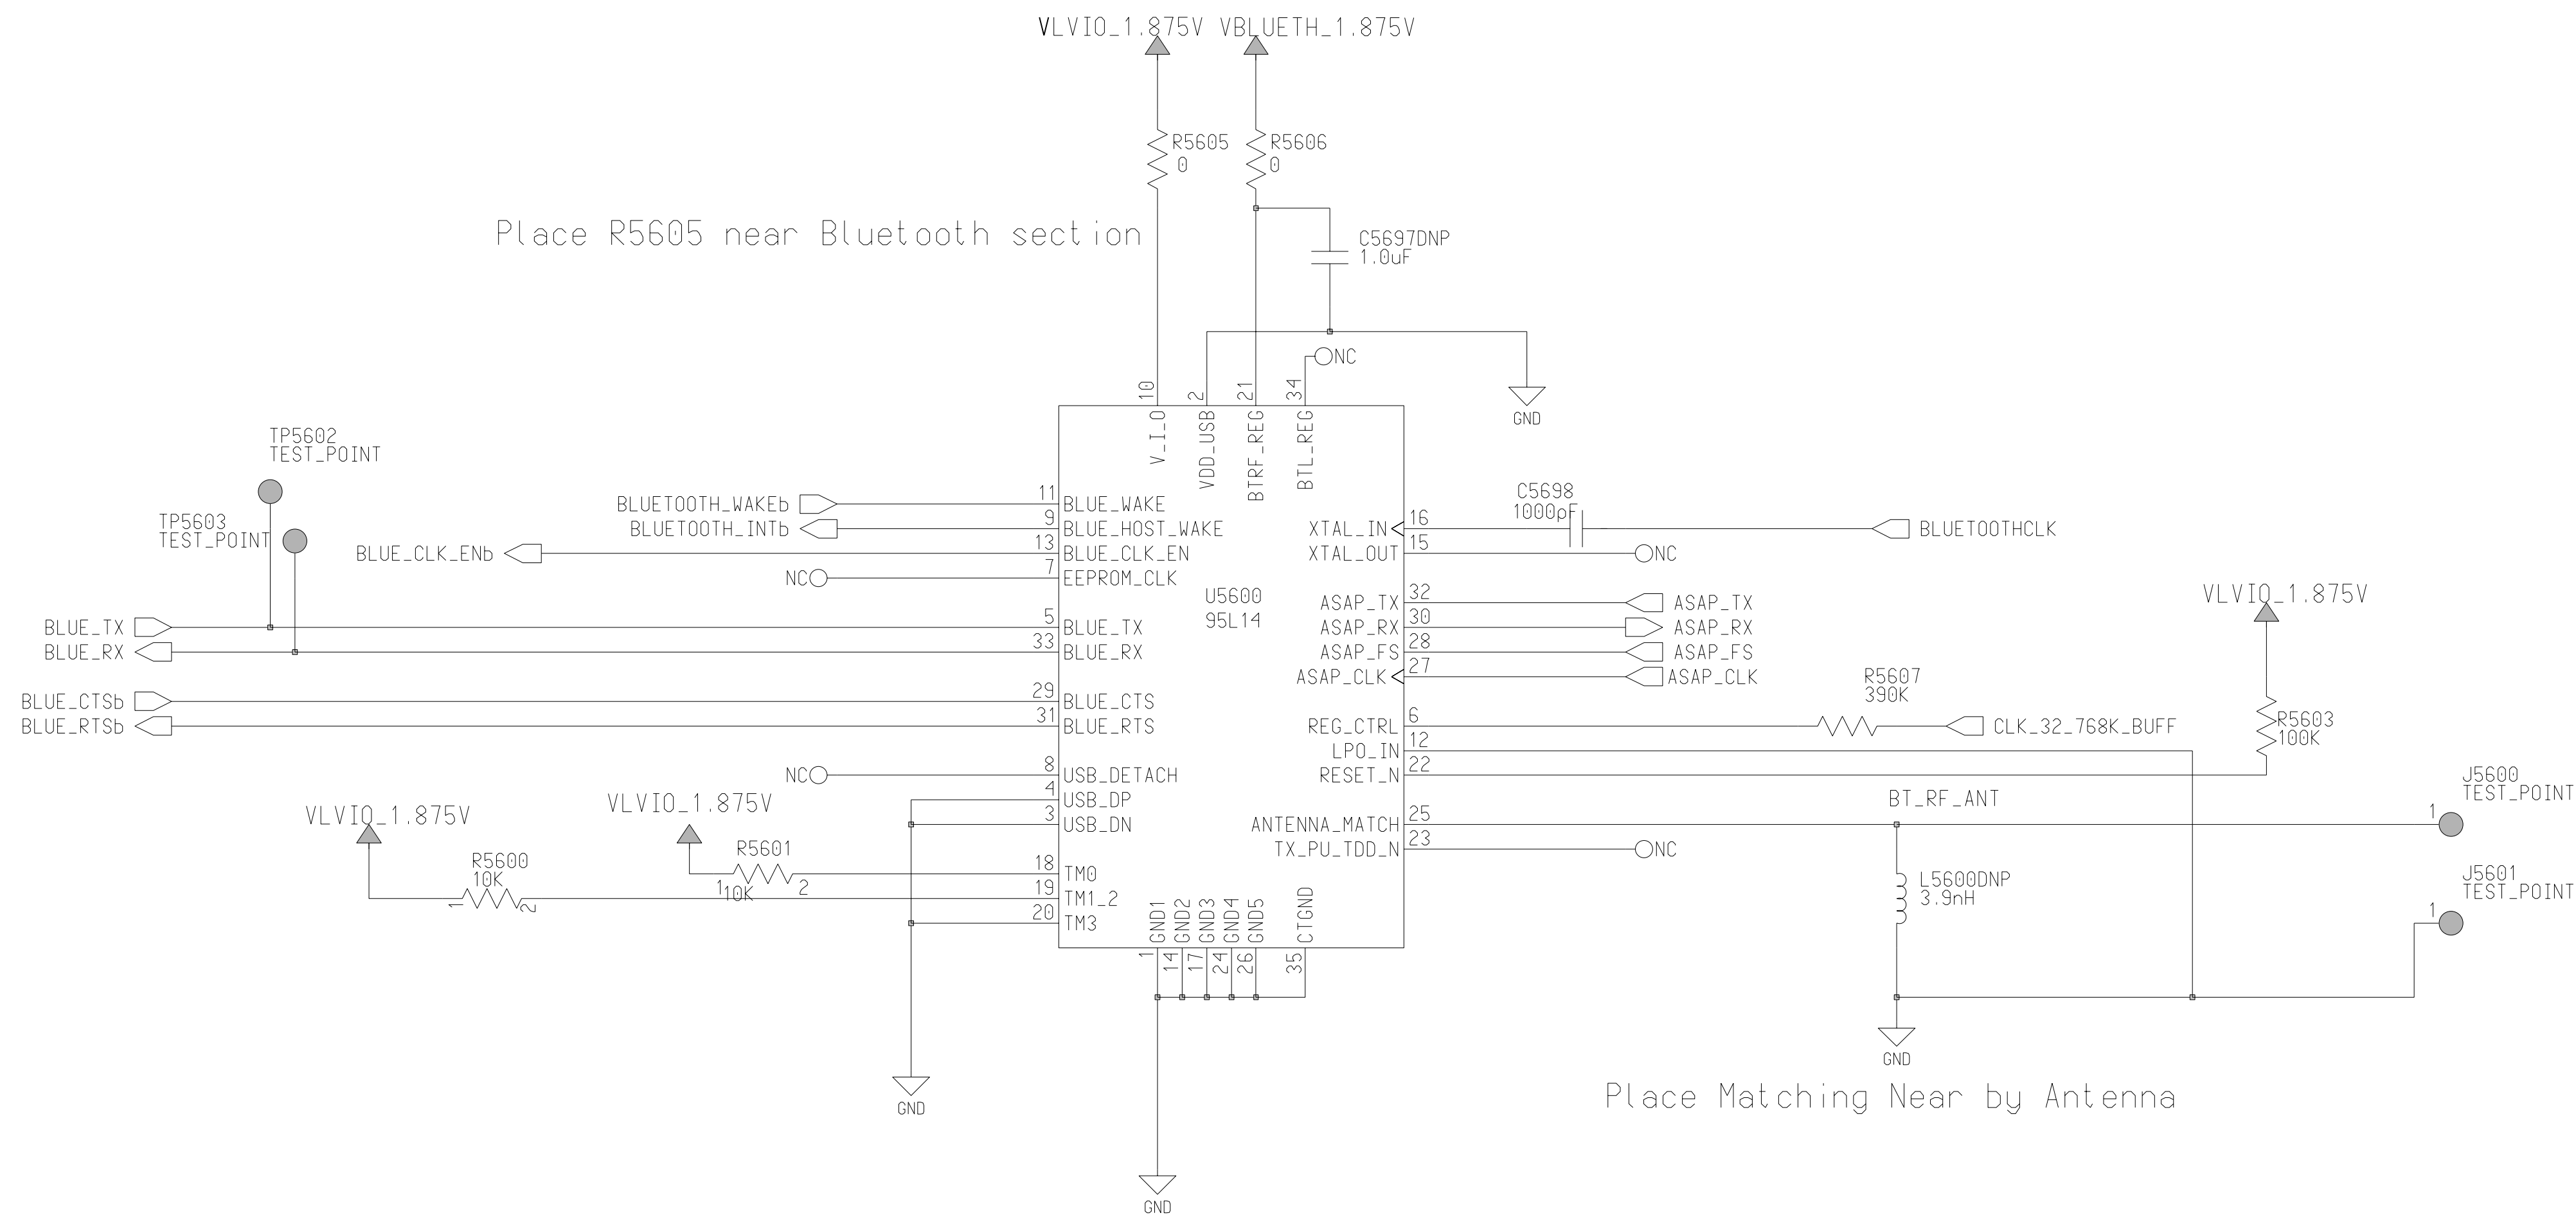 VLVIO_1.875V VBLUETH_1.875V
R5605
0
R5606
0
Place R5605 near Bluetooth section
C5697DNP
1.0uF
NC
GND
10
2
21
34
V_I_O
VDD_USB
BTRF_REG
BTL_REG
TP5602
TEST_POINT
TP5603
TEST_POINT
BLUETOOTH_WAKEb
11
BLUE_WAKE
BLUETOOTH_INTb
9
BLUE_HOST_WAKE
BLUE_CLK_ENb
13
BLUE_CLK_EN
NC
7
EEPROM_CLK
BLUE_TX
5
BLUE_TX
BLUE_RX
33
BLUE_RX
BLUE_CTSb
29
BLUE_CTS
BLUE_RTSb
31
BLUE_RTS
NC
8
USB_DETACH
4
USB_DP
3
USB_DN
VLVIO_1.875V
VLVIO_1.875V
R5600
10K
1
2
R5601
1
10K
2
18
TM0
19
TM1_2
20
TM3
GND
U5600
95L14
C5698
1000pF
XTAL_IN
16
BLUETOOTHCLK
XTAL_OUT
15
NC
ASAP_TX
32
ASAP_TX
ASAP_RX
30
ASAP_RX
ASAP_FS
28
ASAP_FS
ASAP_CLK
27
ASAP_CLK
VLVIO_1.875V
R5607
390K
REG_CTRL
6
CLK_32_768K_BUFF
R5603
100K
LPO_IN
12
RESET_N
22
BT_RF_ANT
J5600
TEST_POINT
1
ANTENNA_MATCH
25
TX_PU_TDD_N
23
NC
L5600DNP
3.9nH
J5601
TEST_POINT
1
GND1
GND2
GND3
GND4
GND5
CTGND
1
14
17
24
26
35
GND
GND
Place Matching Near by Antenna